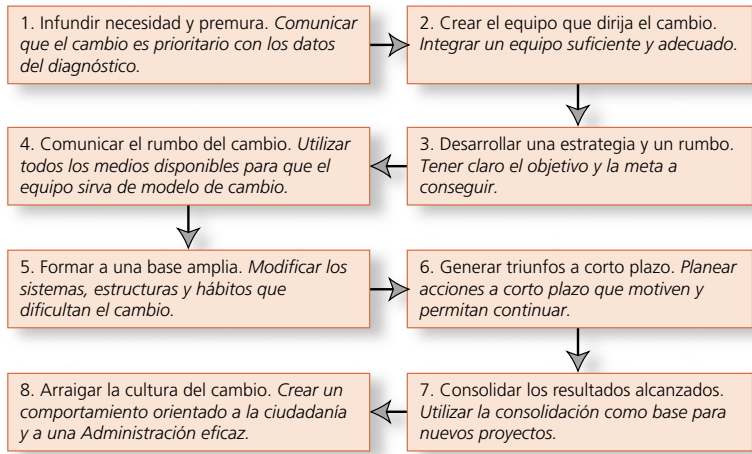 1. Infundir necesidad y premura. Comunicar
que el cambio es prioritario con los datos
del diagnóstico.
2. Crear el equipo que dirija el cambio.
Integrar un equipo suficiente y adecuado.
3. Desarrollar una estrategia y un rumbo.
Tener claro el objetivo y la meta a
conseguir.
4. Comunicar el rumbo del cambio. Utilizar
todos los medios disponibles para que el
equipo sirva de modelo de cambio.
5. Formar a una base amplia. Modificar los
sistemas, estructuras y hábitos que
dificultan el cambio.
6. Generar triunfos a corto plazo. Planear
acciones a corto plazo que motiven y
permitan continuar.
7. Consolidar los resultados alcanzados.
Utilizar la consolidación como base para
nuevos proyectos.
8. Arraigar la cultura del cambio. Crear un
comportamiento orientado a la ciudadanía
y a una Administración eficaz.